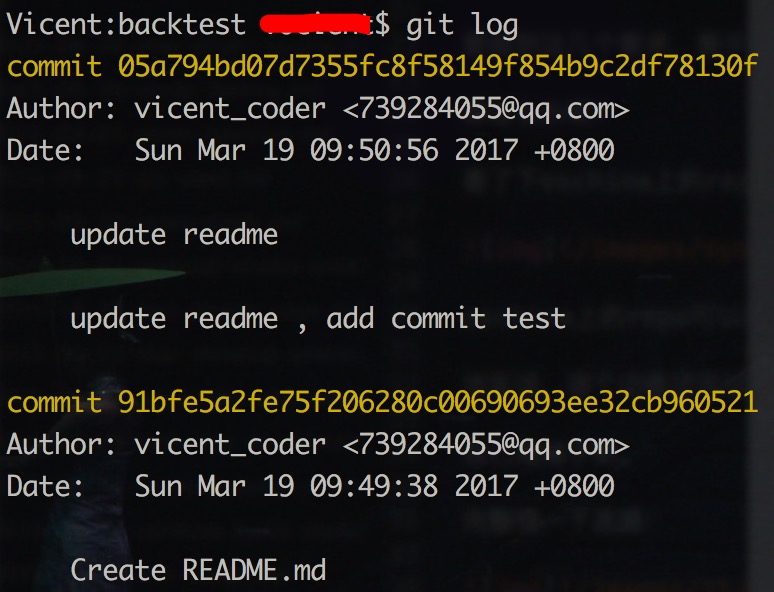 Vicent:backtest $ git log
commit 05a794bd07d7355fc8f58149f854b9c2df78130f
Author: vicent_coder <739284055@qq.com>
Date:   Sun Mar 19 09:50:56 2017 +0800
update readme
update readme , add commit test
commit 91bfe5a2fe75f206280c00690693ee32cb960521
Author: vicent_coder <739284055@qq.com>
Date:   Sun Mar 19 09:49:38 2017 +0800
Create README.md